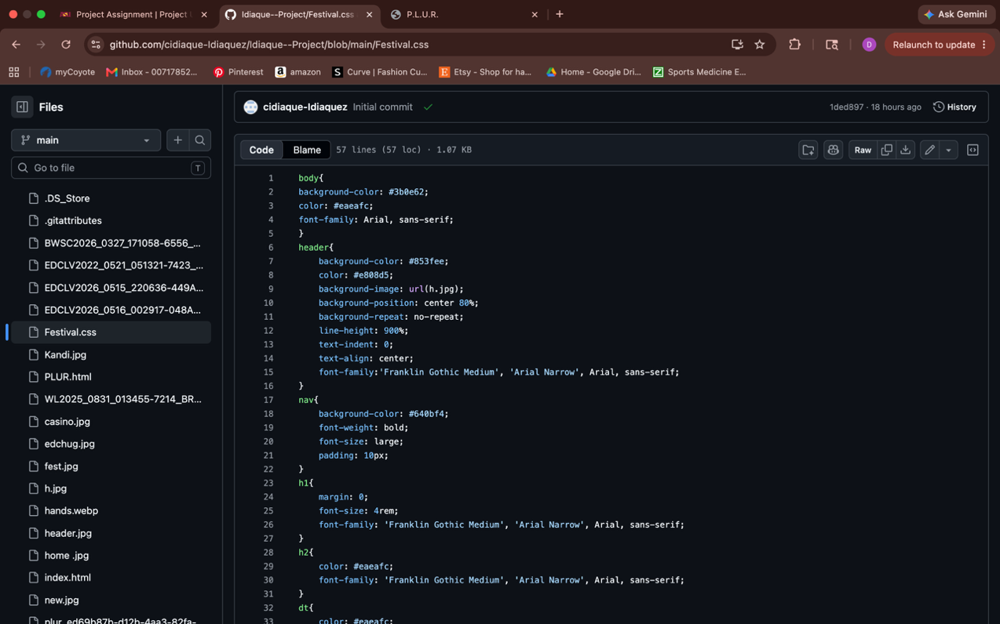 Project Assignment | Project U
Idiaque--Project/Festival.css
P.L.U.R.
Ask Gemini
github.com/cidiaque-Idiaquez/Idiaque--Project/blob/main/Festival.css
D
Relaunch to update
myCoyote
Inbox - 00717852...
Pinterest
amazon
Curve | Fashion Cu...
Etsy - Shop for ha...
Home - Google Dri...
Sports Medicine E...
Files
main
Go to file
T
.DS_Store
.gitattributes
BWSC2026_0327_171058-6556_...
EDCLV2022_0521_051321-7423_...
EDCLV2026_0515_220636-449A...
EDCLV2026_0516_002917-048A...
Festival.css
Kandi.jpg
PLUR.html
WL2025_0831_013455-7214_BR...
casino.jpg
edchug.jpg
fest.jpg
h.jpg
hands.webp
header.jpg
home .jpg
index.html
new.jpg
plur_ed69b87b-d12b-4aa3-82fa-
cidiaque-Idiaquez Initial commit
1ded897 · 18 hours ago
History
Code Blame 57 lines (57 loc) · 1.07 KB
Raw
1 body{
2 background-color: #3b0e62;
3 color: #eaeafc;
4 font-family: Arial, sans-serif;
5 }
6 header{
7 background-color: #853fee;
8 color: #e808d5;
9 background-image: url(h.jpg);
10 background-position: center 80%;
11 background-repeat: no-repeat;
12 line-height: 900%;
13 text-indent: 0;
14 text-align: center;
15 font-family:'Franklin Gothic Medium', 'Arial Narrow', Arial, sans-serif;
16 }
17 nav{
18 background-color: #640bf4;
19 font-weight: bold;
20 font-size: large;
21 padding: 10px;
22 }
23 h1{
24 margin: 0;
25 font-size: 4rem;
26 font-family: 'Franklin Gothic Medium', 'Arial Narrow', Arial, sans-serif;
27 }
28 h2{
29 color: #eaeafc;
30 font-family: 'Franklin Gothic Medium', 'Arial Narrow', Arial, sans-serif;
31 }
32 dt{
33 color: #eaeafc;